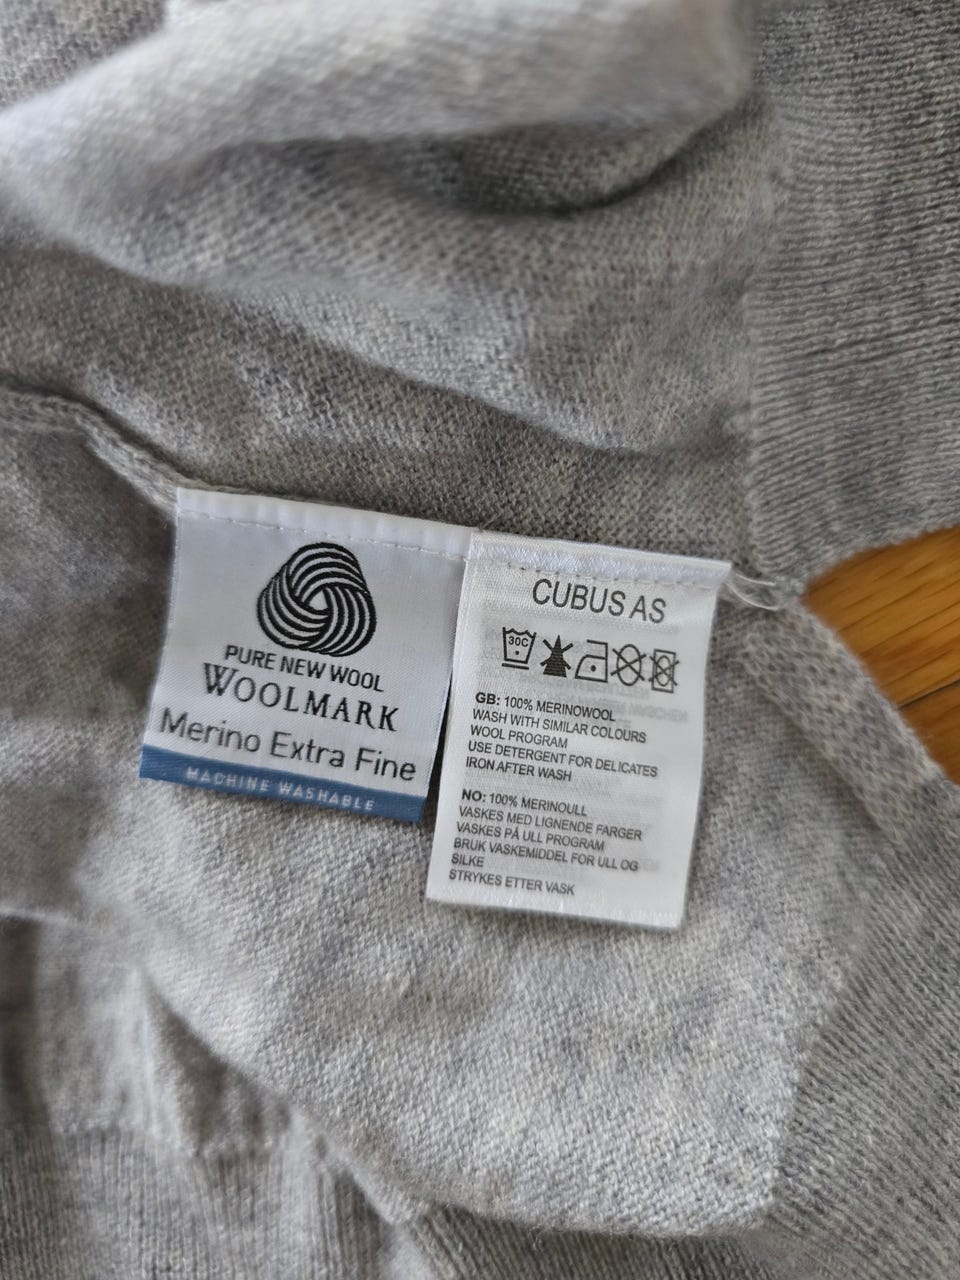 PURE NEW WOOL
WOOLMARK
Merino Extra Fine
MACHINE WASHABLE
CUBUS AS
30C
GB: 100% MERINOWOOL
WASH WITH SIMILAR COLOURS
WOOL PROGRAM
USE DETERGENT FOR DELICATES
IRON AFTER WASH
NO: 100% MERINOULL
VASKES MED LIGNENDE FARGER
VASKES PÅ ULL PROGRAM
BRUK VASKEMIDDEL FOR ULL OG
SILKE
STRYKES ETTER VASK